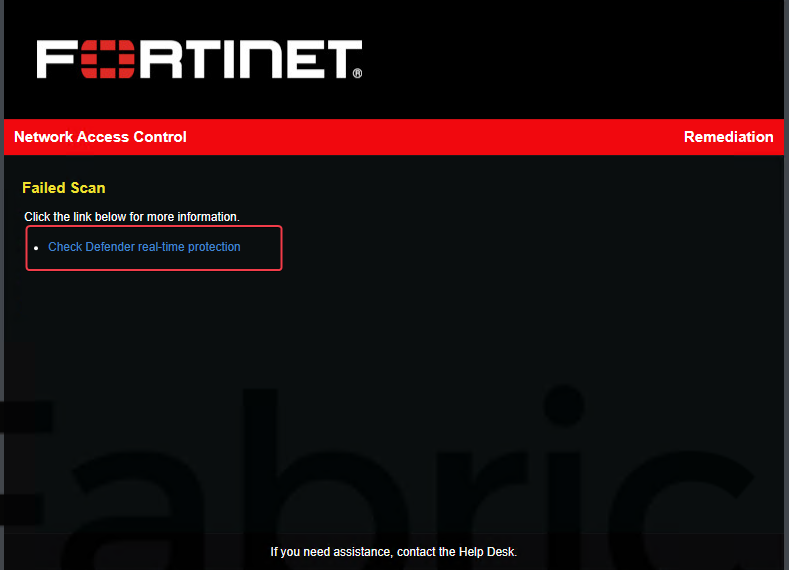 FORTINET®
Network Access Control
Remediation
Failed Scan
Click the link below for more information.
• Check Defender real-time protection
Fabric
If you need assistance, contact the Help Desk.